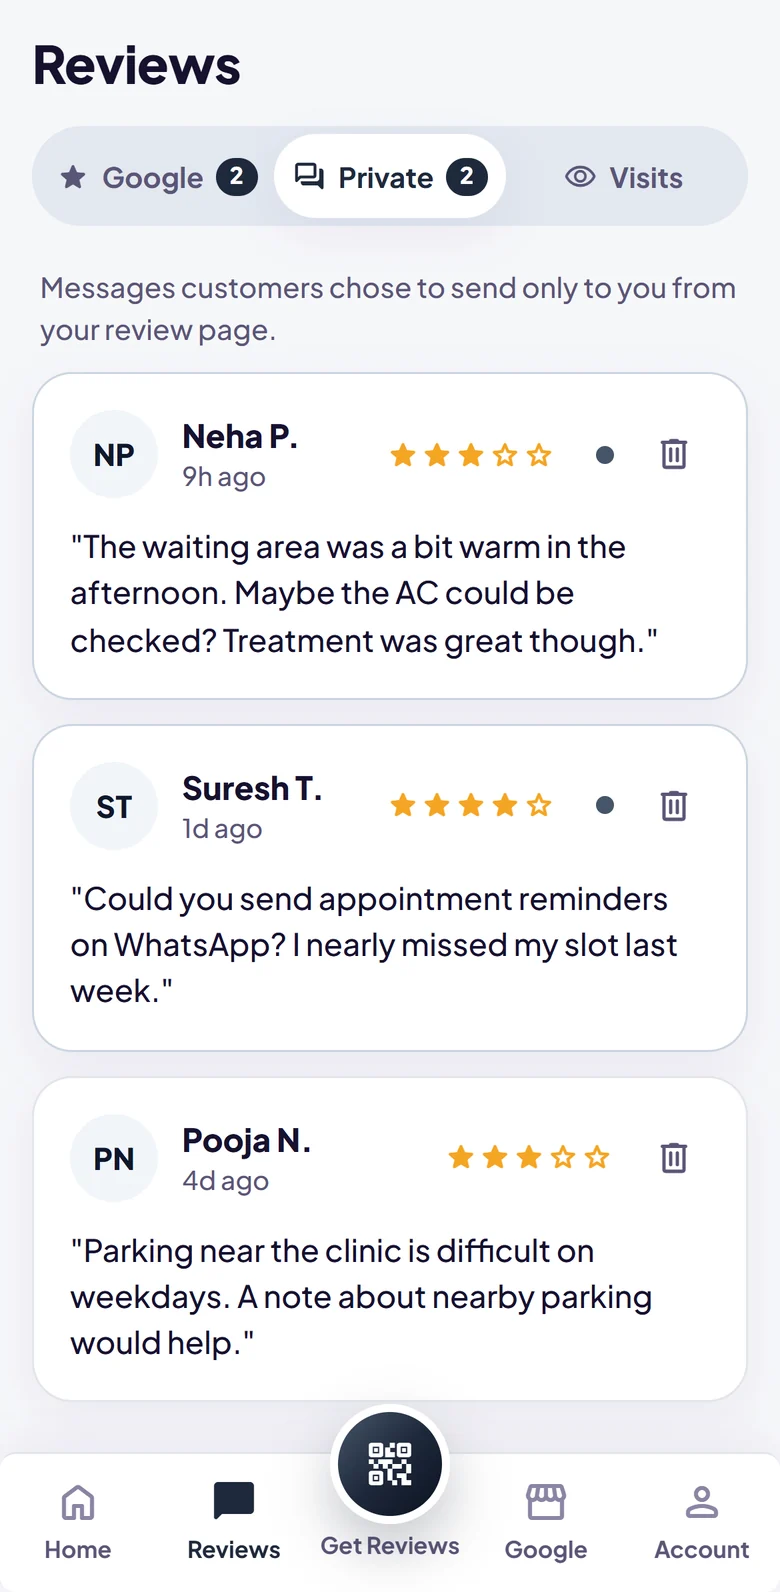 Reviews
Google 2 Private 2 Visits
Messages customers chose to send only to you from
your review page.
NP
Neha P.
9h ago
"The waiting area was a bit warm in the
afternoon. Maybe the AC could be
checked? Treatment was great though."
ST
Suresh T.
1d ago
"Could you send appointment reminders
on WhatsApp? I nearly missed my slot last
week."
PN
Pooja N.
4d ago
"Parking near the clinic is difficult on
weekdays. A note about nearby parking
would help."
Home Reviews Get Reviews Google Account